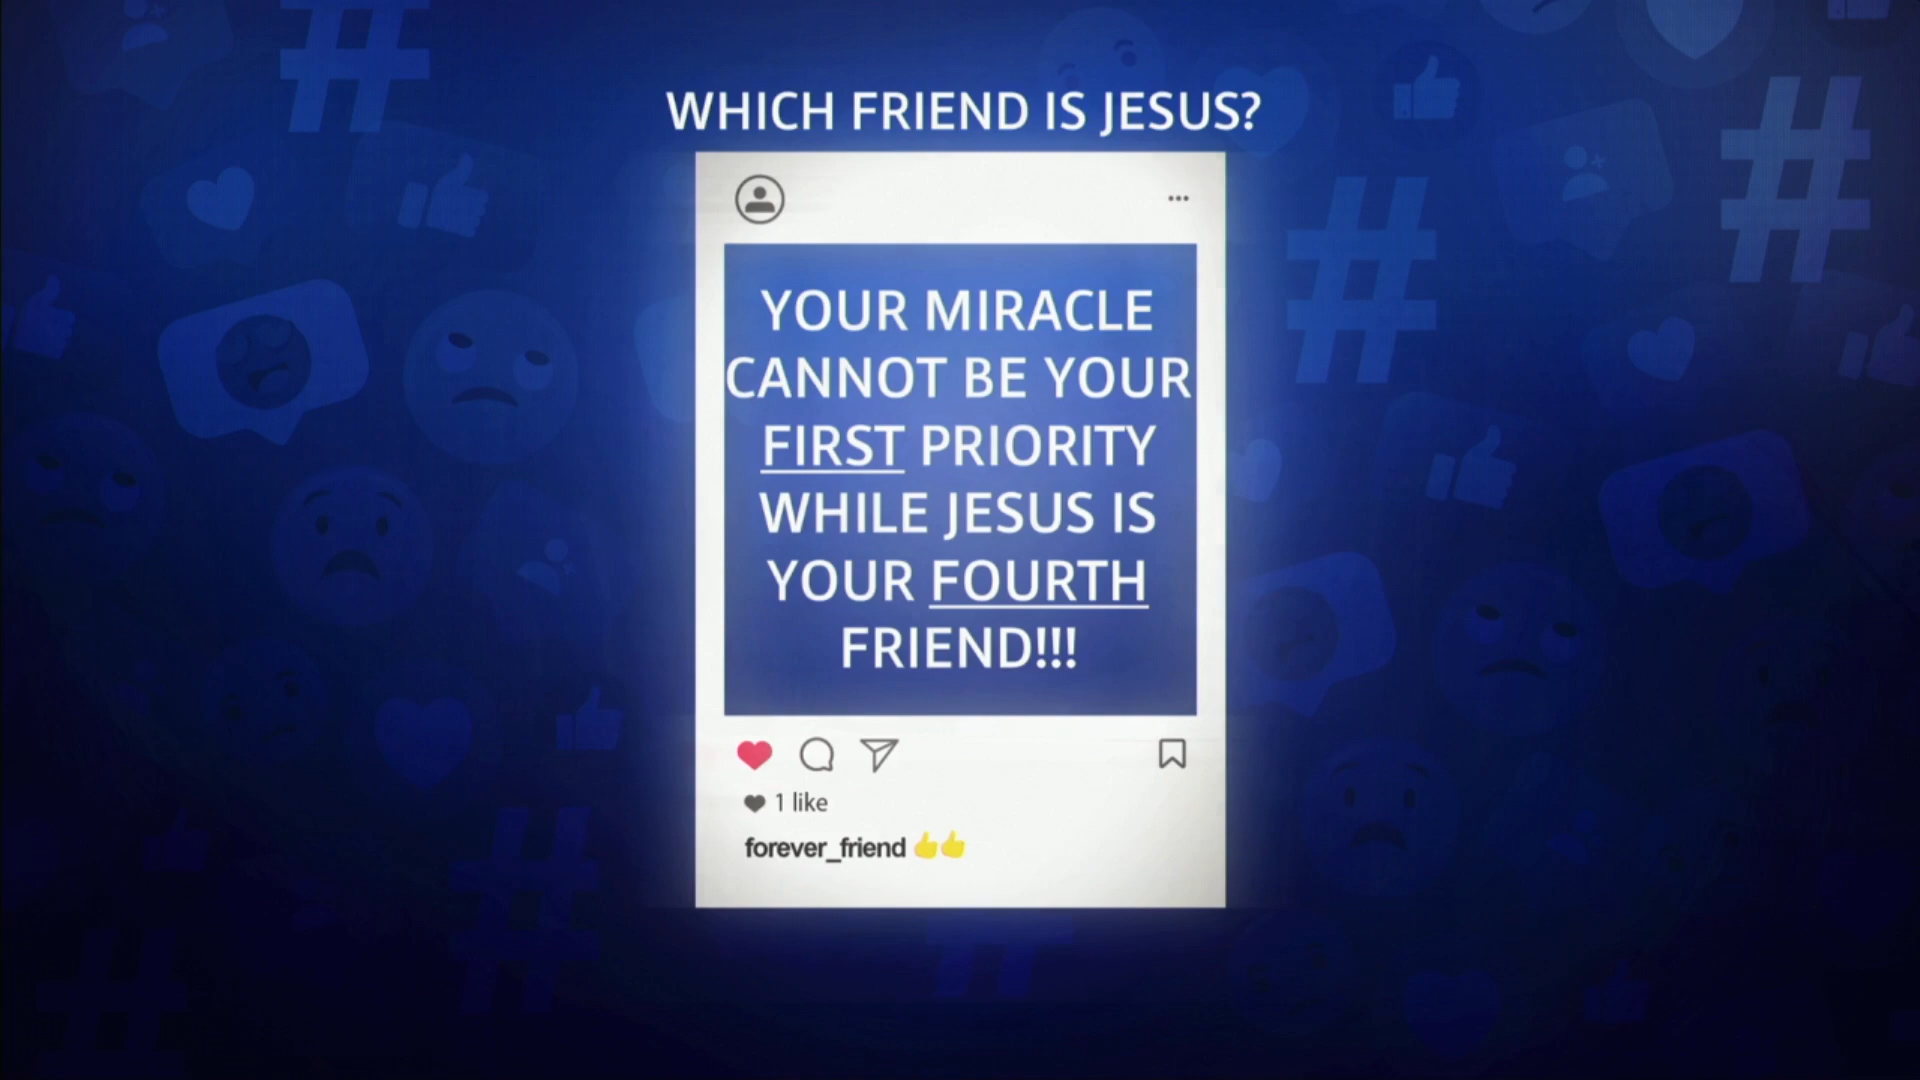 WHICH FRIEND IS JESUS?
YOUR MIRACLE
CANNOT BE YOUR
FIRST PRIORITY
WHILE JESUS IS
YOUR FOURTH
FRIEND!!!
1 like
forever_friend 👍👍